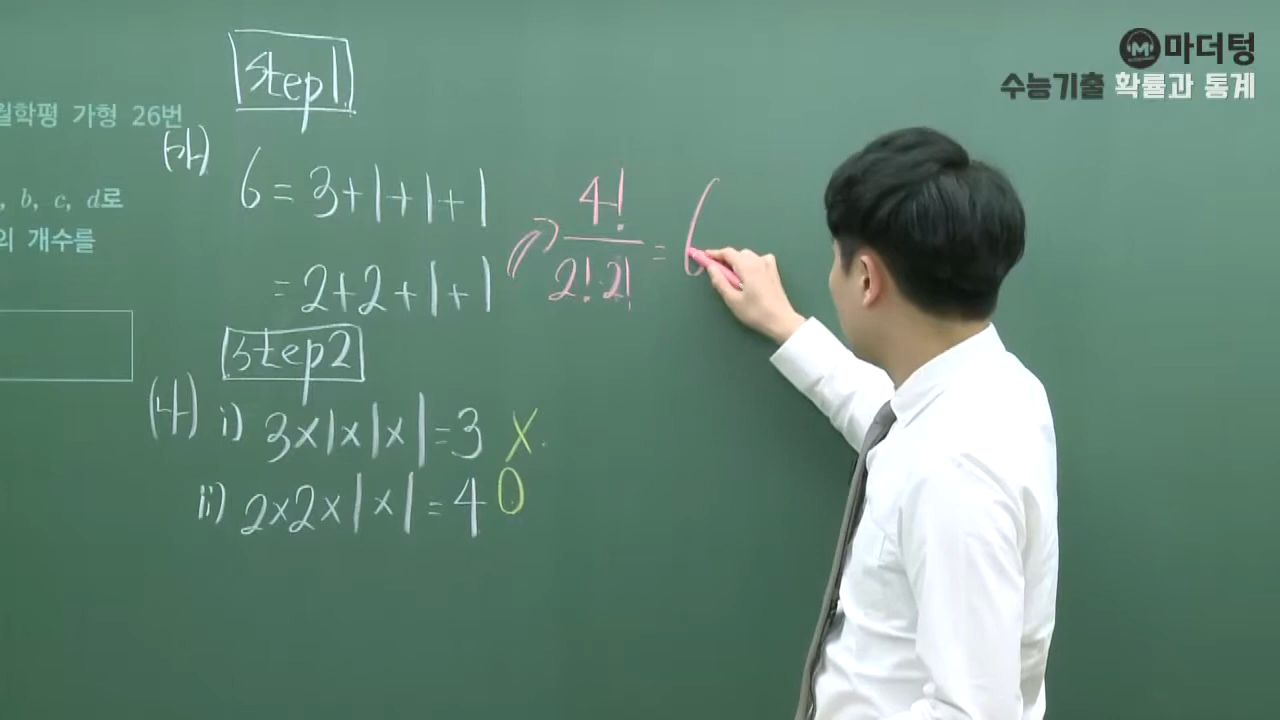 마더텅
수능기출 확률과 통계
월학평 가형 26번
, b, c, d로
의 개수를
step1
(가)
6=3+1+1+1
=2+2+1+1
4!
2!·2!
=6
step2
(나) i) 3×1×1×1=3 X
ii) 2×2×1×1=4 O